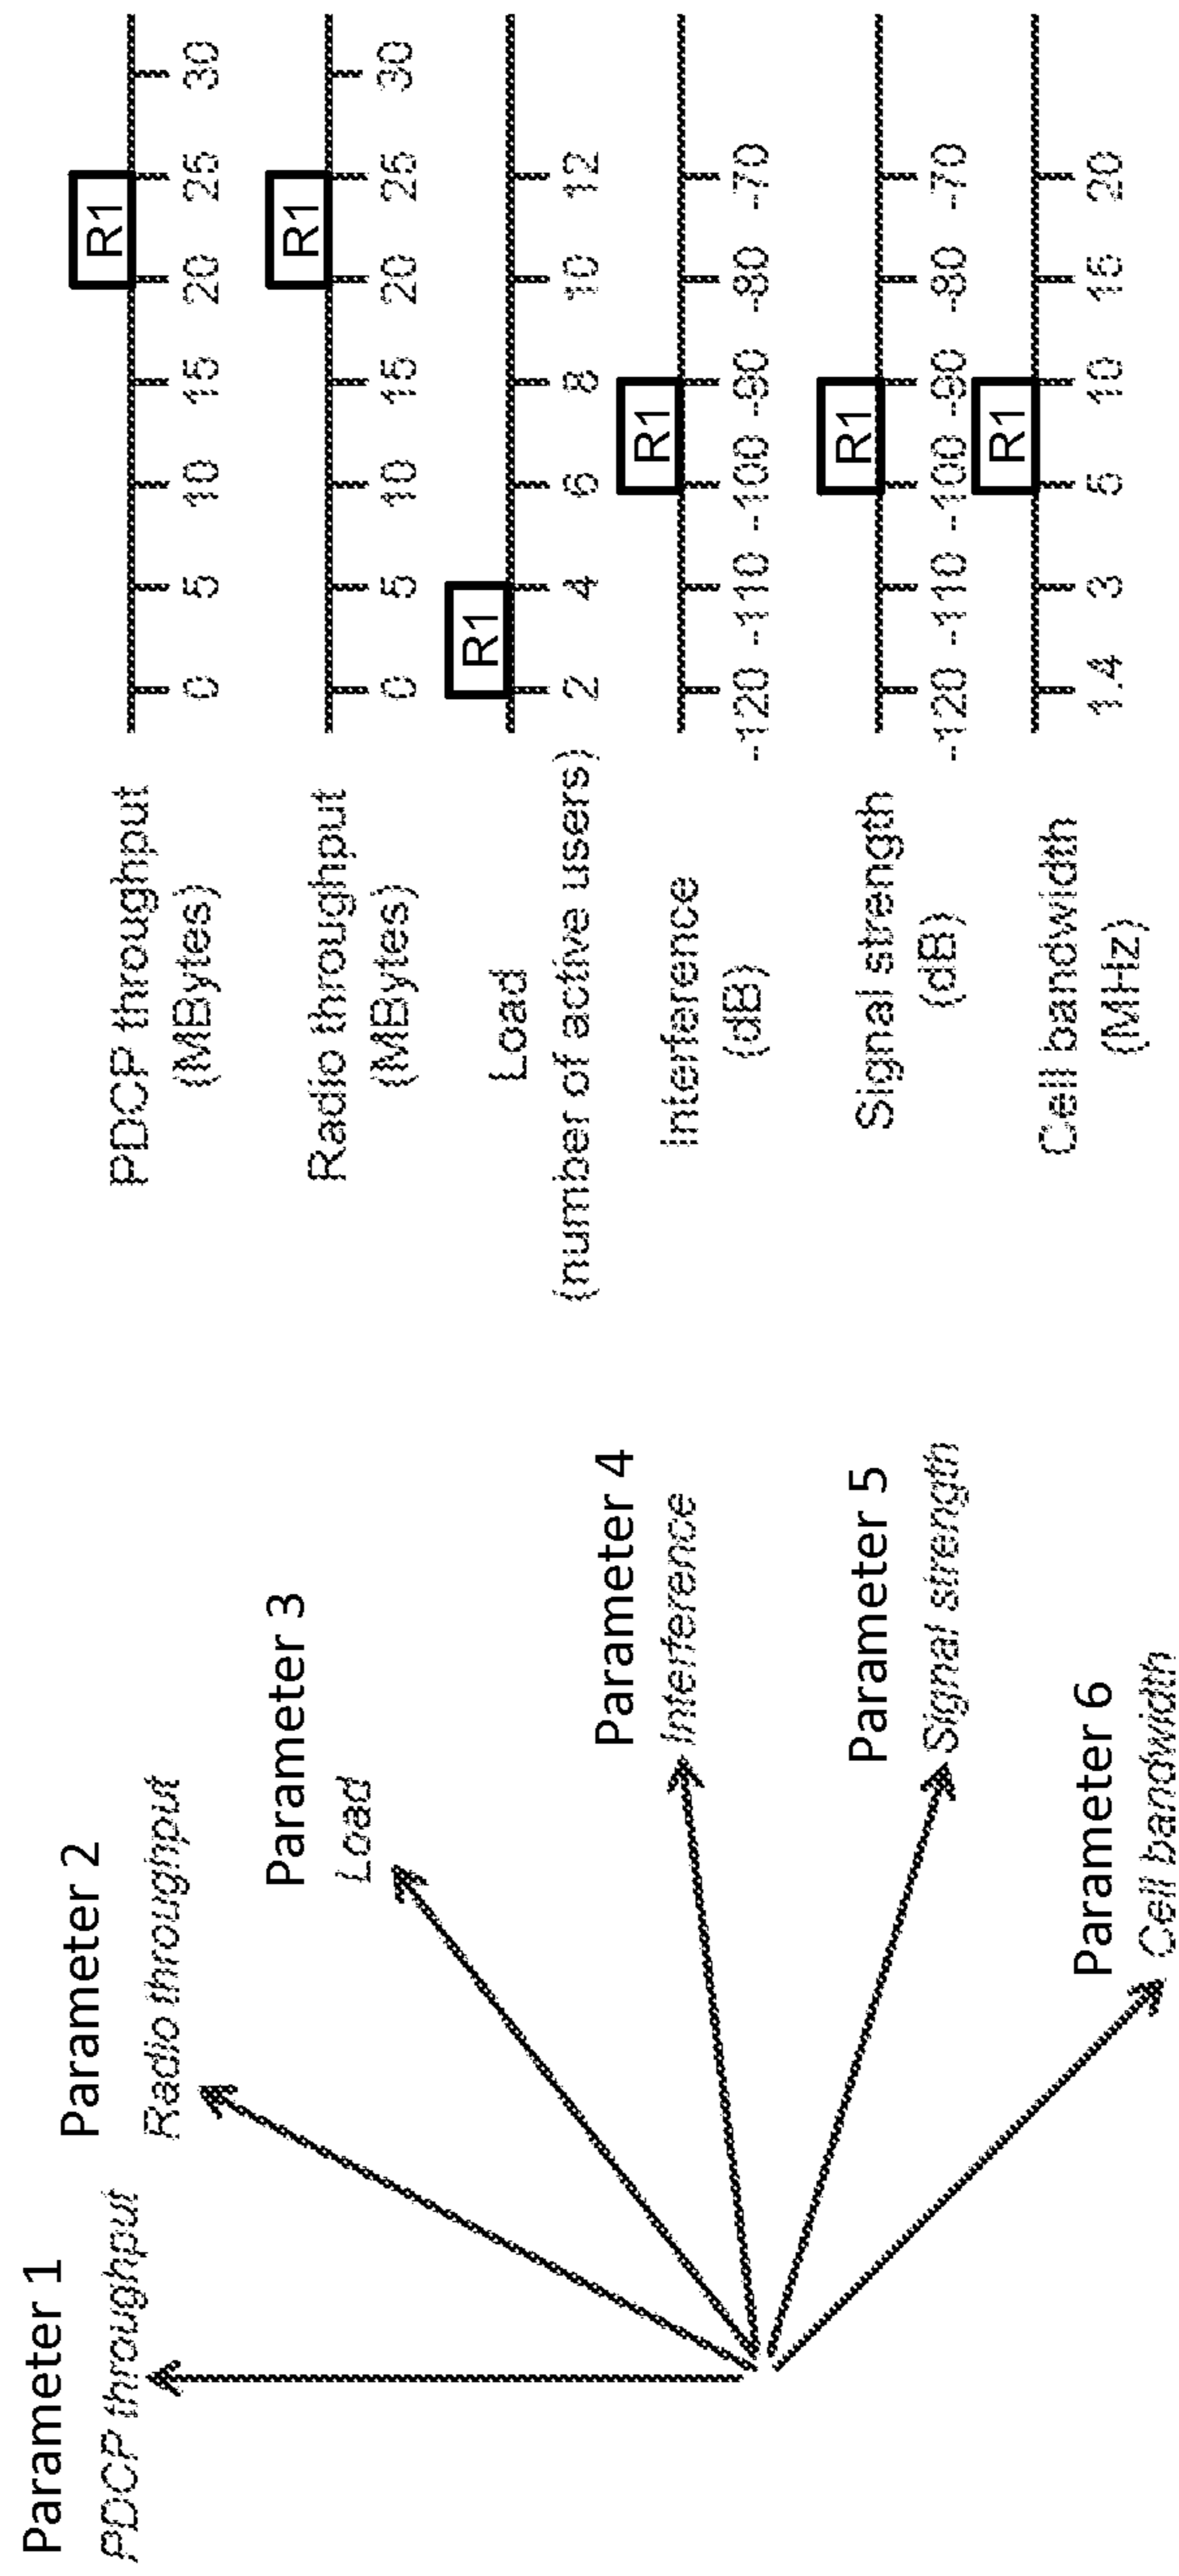 Parameter 1
PDCP throughput
Parameter 2
Radio throughput
Parameter 3
Load
Parameter 4
Interference
Parameter 5
Signal strength
Parameter 6
Cell bandwidth
PDCP throughput
(MBytes)
R1
0 5 10 15 20 25 30
Radio throughput
(MBytes)
R1
0 5 10 15 20 25 30
Load
(number of active users)
R1
2 4 6 8 10 12
Interference
(dB)
R1
-120 -110 -100 -90 -80 -70
Signal strength
(dB)
R1
-120 -110 -100 -90 -80 -70
Cell bandwidth
(MHz)
R1
1.4 3 5 10 15 20